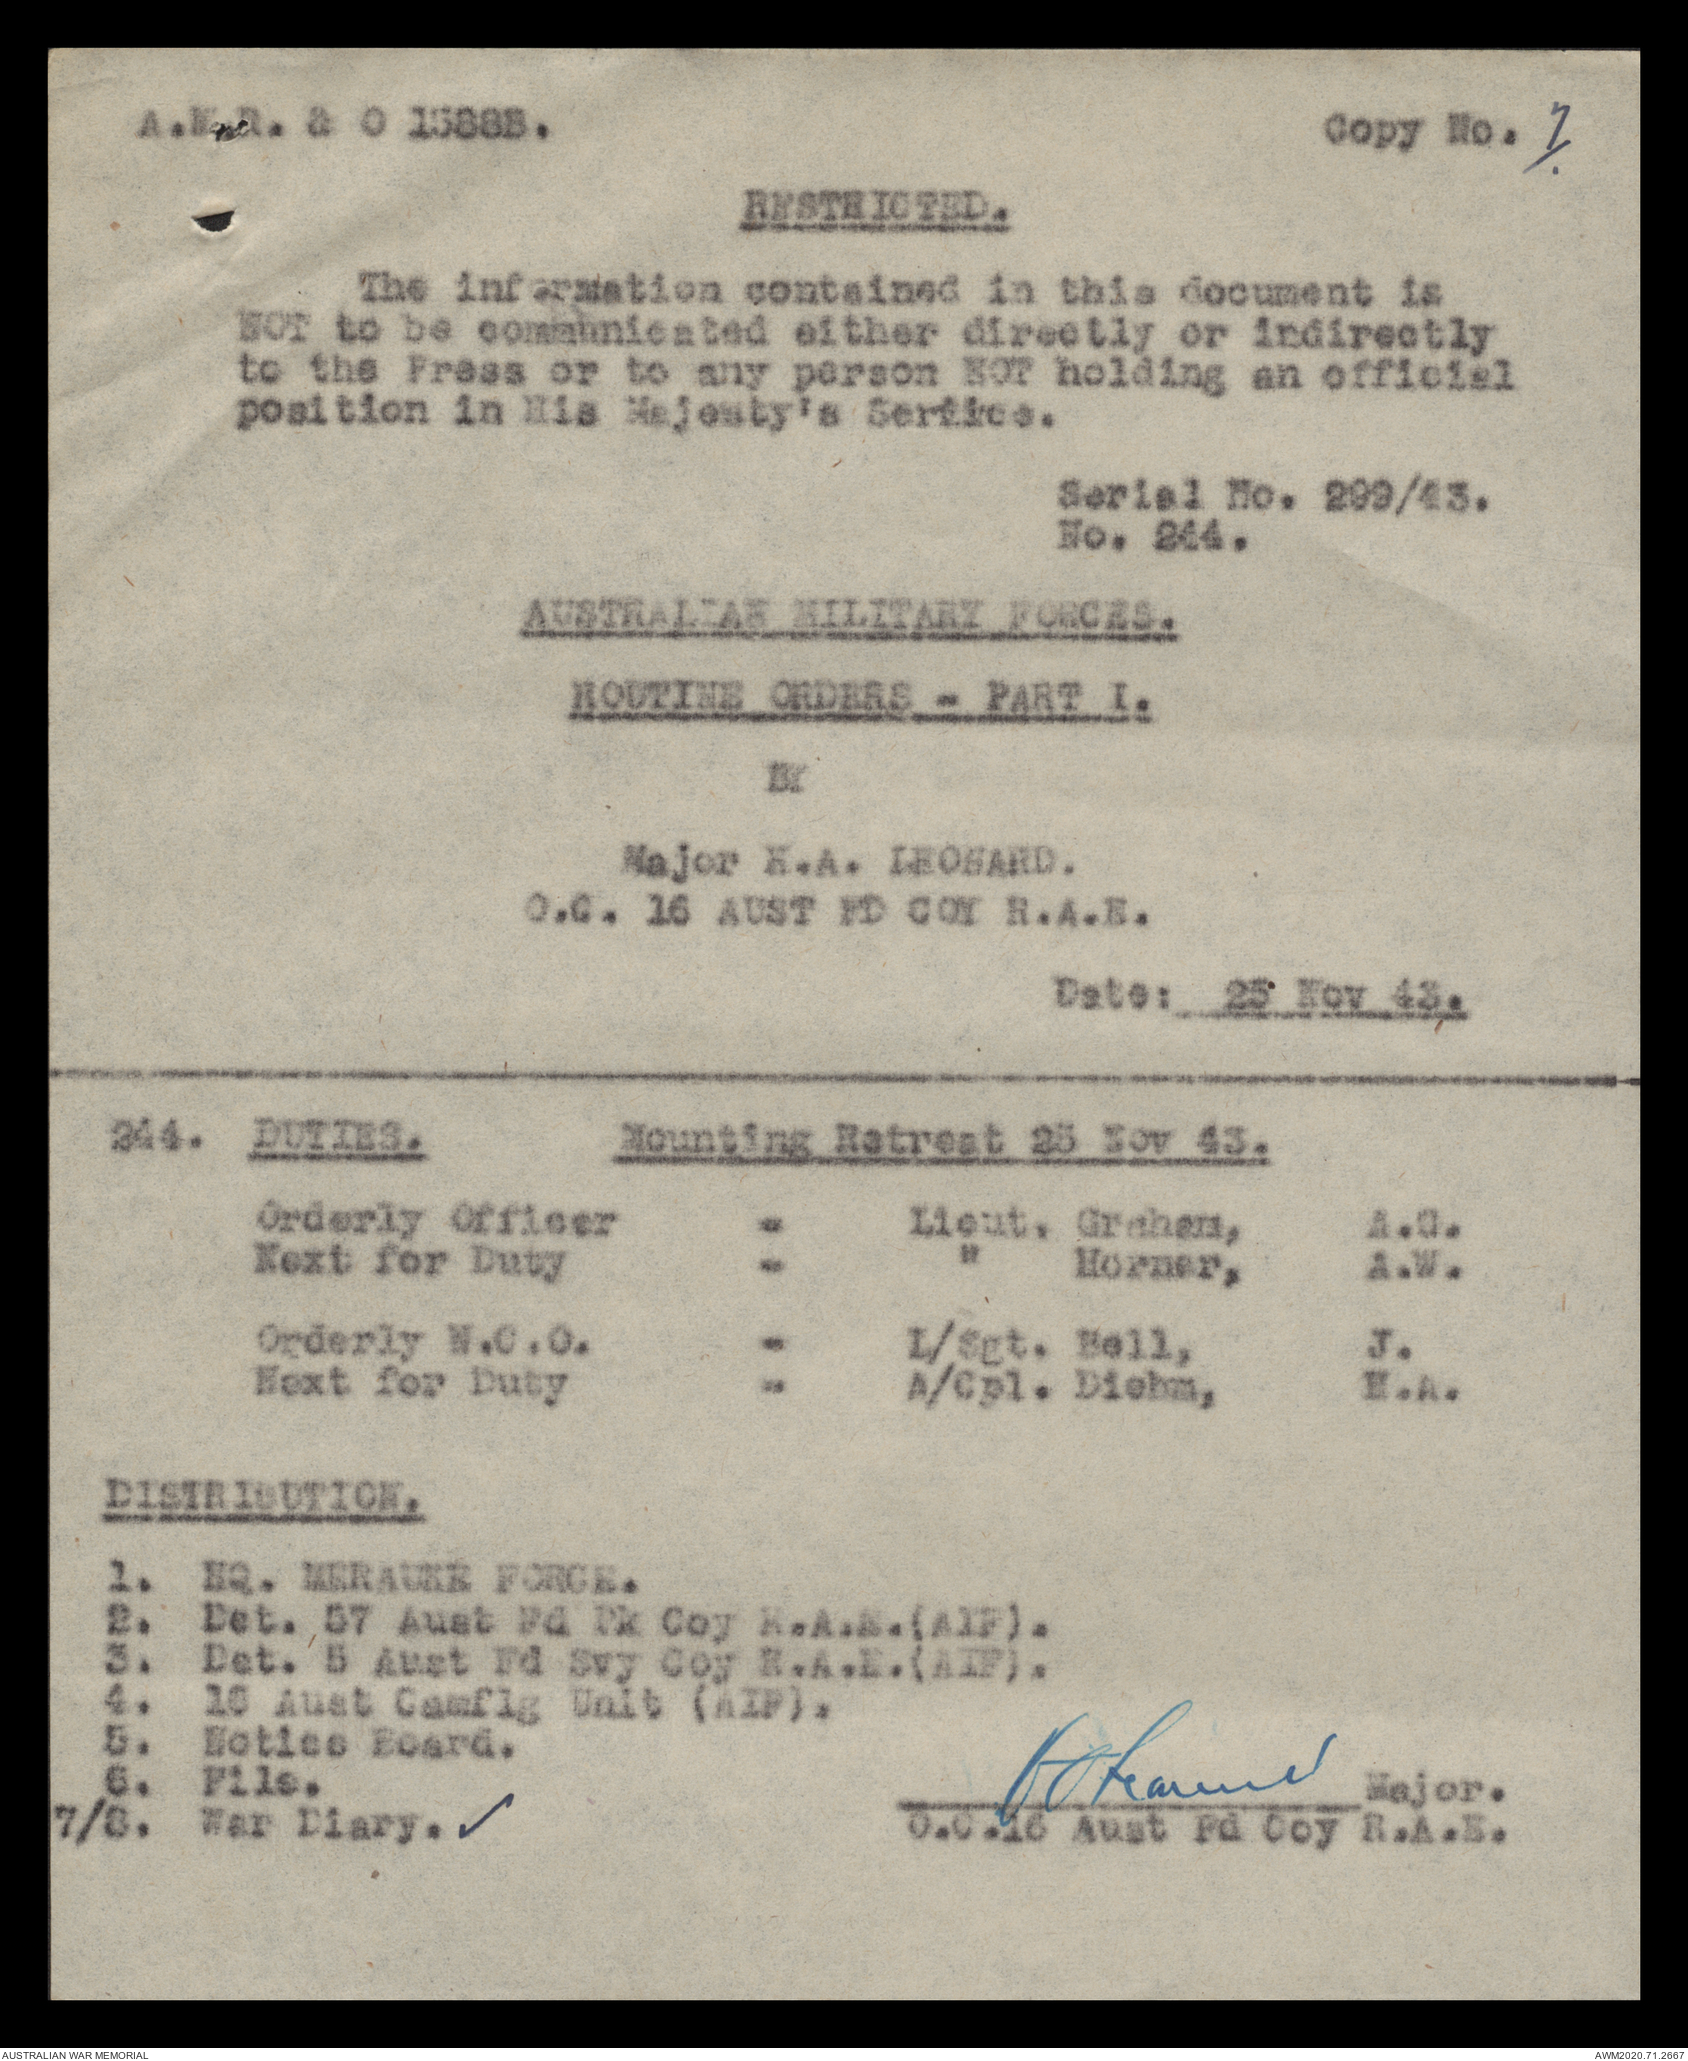 A.M.R. & O 1588B.
Copy No. 7.
RESTRICTED.
The information contained in this document is
NOT to be communicated either directly or indirectly
to the Press or to any person NOT holding an official
position in His Majesty's Service.
Serial No. 299/43.
No. 244.
AUSTRALIAN MILITARY FORCES.
ROUTINE ORDERS - PART I.
BY
Major H.A. LEONARD.
O.C. 16 AUST FD COY R.A.E.
Date: 25 Nov 43.
244. DUTIES. Mounting Retreat 25 Nov 43.
Orderly Officer - Lieut. Graham, A.G.
Next for Duty - " Horner, A.W.
Orderly N.C.O. - L/Sgt. Bell, J.
Next for Duty - A/Cpl. Diehm, H.A.
DISTRIBUTION.
1. HQ. MERAUKE FORCE.
2. Det. 57 Aust Fd Pk Coy R.A.E.(AIF).
3. Det. 5 Aust Fd Svy Coy R.A.E.(AIF).
4. 16 Aust Camflg Unit (AIF).
5. Notice Board.
6. File.
7/8. War Diary. ✓
Major.
O.C.16 Aust Fd Coy R.A.E.
AUSTRALIAN WAR MEMORIAL
AWM2020.71.2667